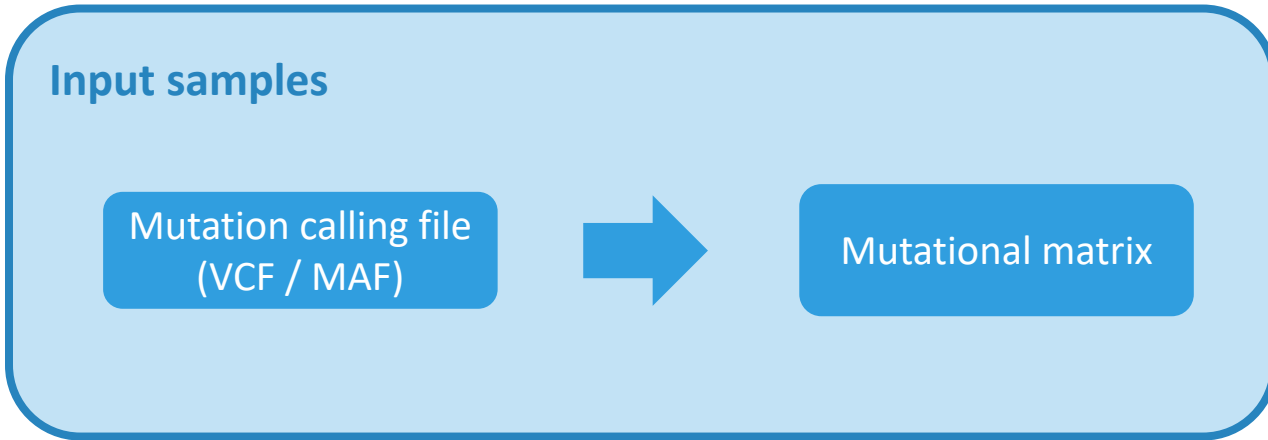 Input samples
Mutation calling file
(VCF / MAF)
Mutational matrix